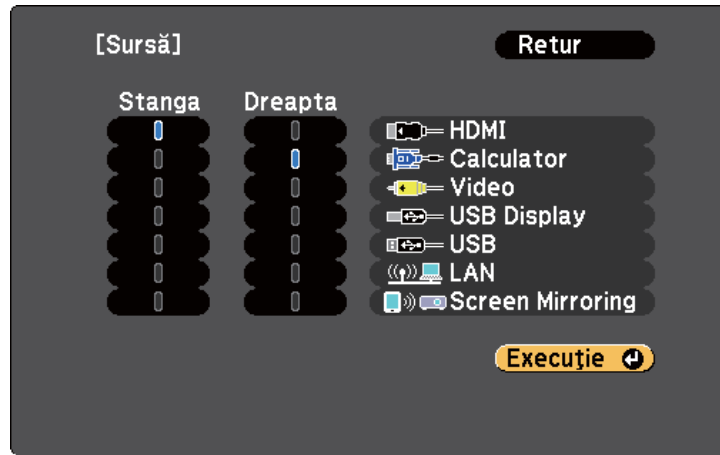 [Sursă] Retur
Stanga Dreapta
HDMI
Calculator
Video
USB Display
USB
LAN
Screen Mirroring
Execuţie